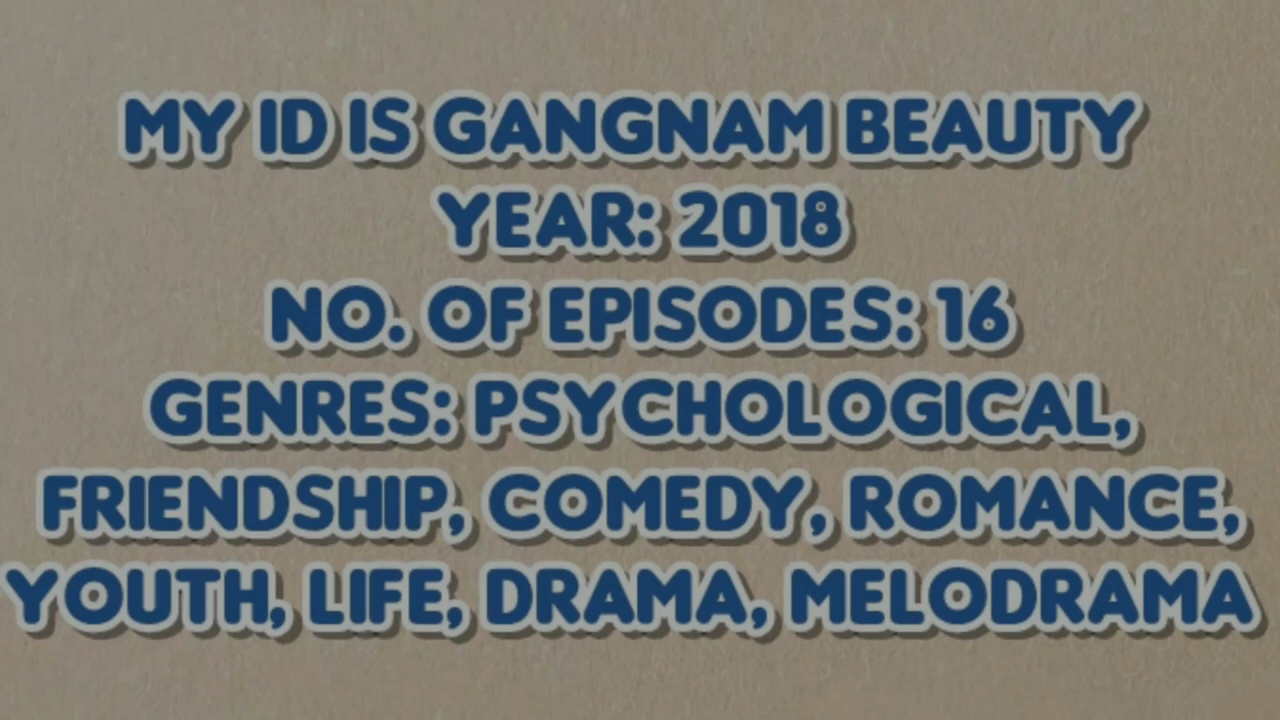 MY ID IS GANGNAM BEAUTY
YEAR: 2018
NO. OF EPISODES: 16
GENRES: PSYCHOLOGICAL,
FRIENDSHIP, COMEDY, ROMANCE,
YOUTH, LIFE, DRAMA, MELODRAMA